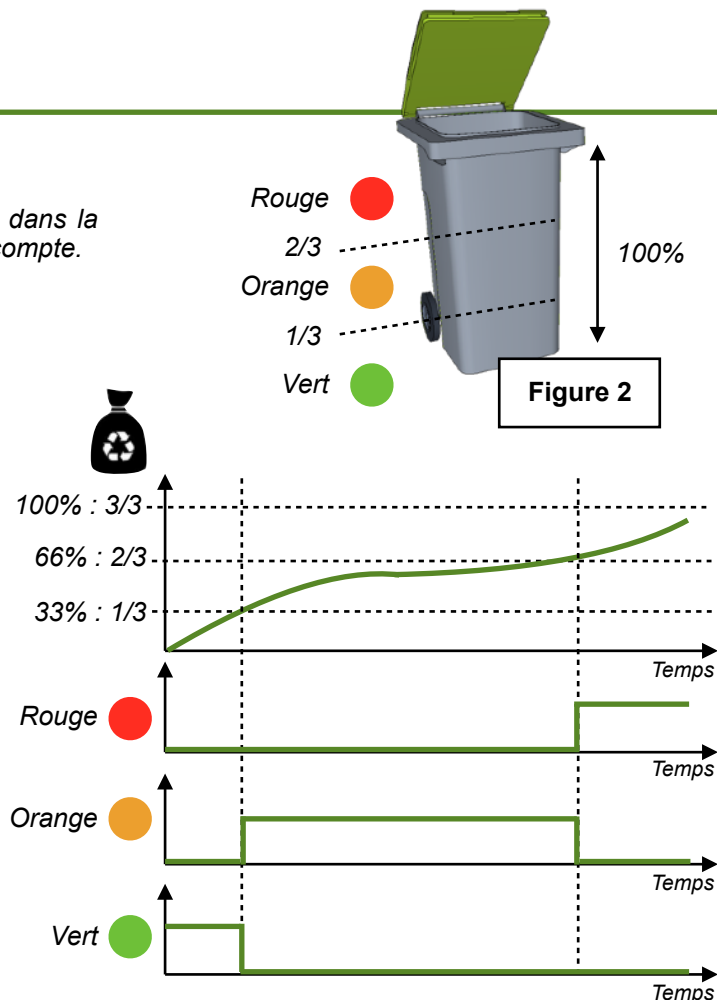 dans la
compte.
Rouge
2/3
Orange
1/3
Vert
100%
Figure 2
100% : 3/3
66% : 2/3
33% : 1/3
Temps
Rouge
Temps
Orange
Temps
Vert
Temps